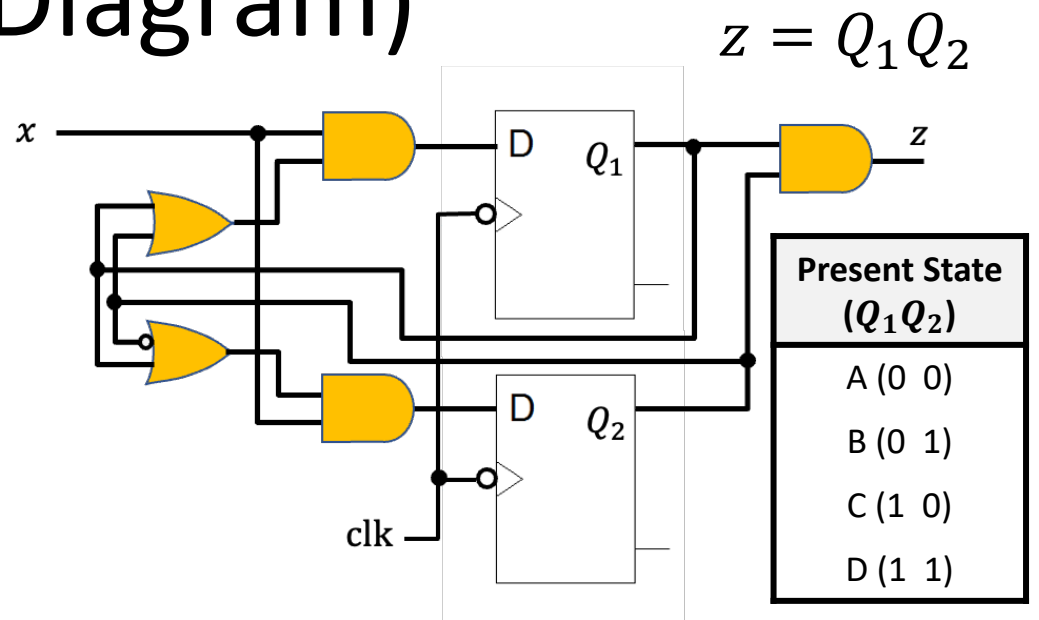 Diagram)
z = Q₁Q₂
x
D
Q₁
z
Present State
(Q₁Q₂)
A (0 0)
B (0 1)
C (1 0)
D (1 1)
D
Q₂
clk